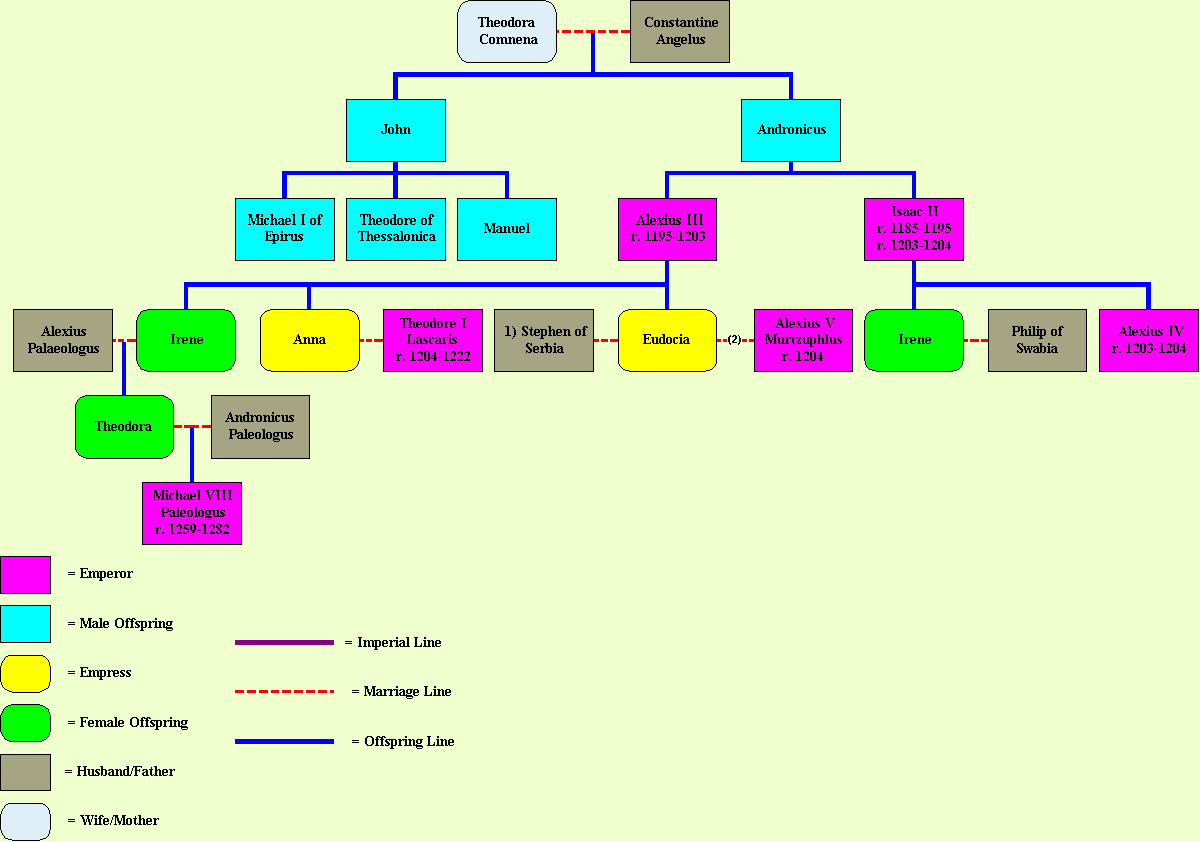 Theodora
Comnena
Constantine
Angelus
John
Andronicus
Michael I of
Epirus
Theodore of
Thessalonica
Manuel
Alexius III
r. 1195-1203
Isaac II
r. 1185-1195
r. 1203-1204
Alexius
Palaeologus
Irene
Anna
Theodore I
Lascaris
r. 1204-1222
1) Stephen of
Serbia
Eudocia
(2)
Alexius V
Murtzuphlus
r. 1204
Irene
Philip of
Swabia
Alexius IV
r. 1203-1204
Theodora
Andronicus
Paleologus
Michael VIII
Paleologus
r. 1259-1282
= Emperor
= Male Offspring
= Empress
= Female Offspring
= Husband/Father
= Wife/Mother
= Imperial Line
= Marriage Line
= Offspring Line